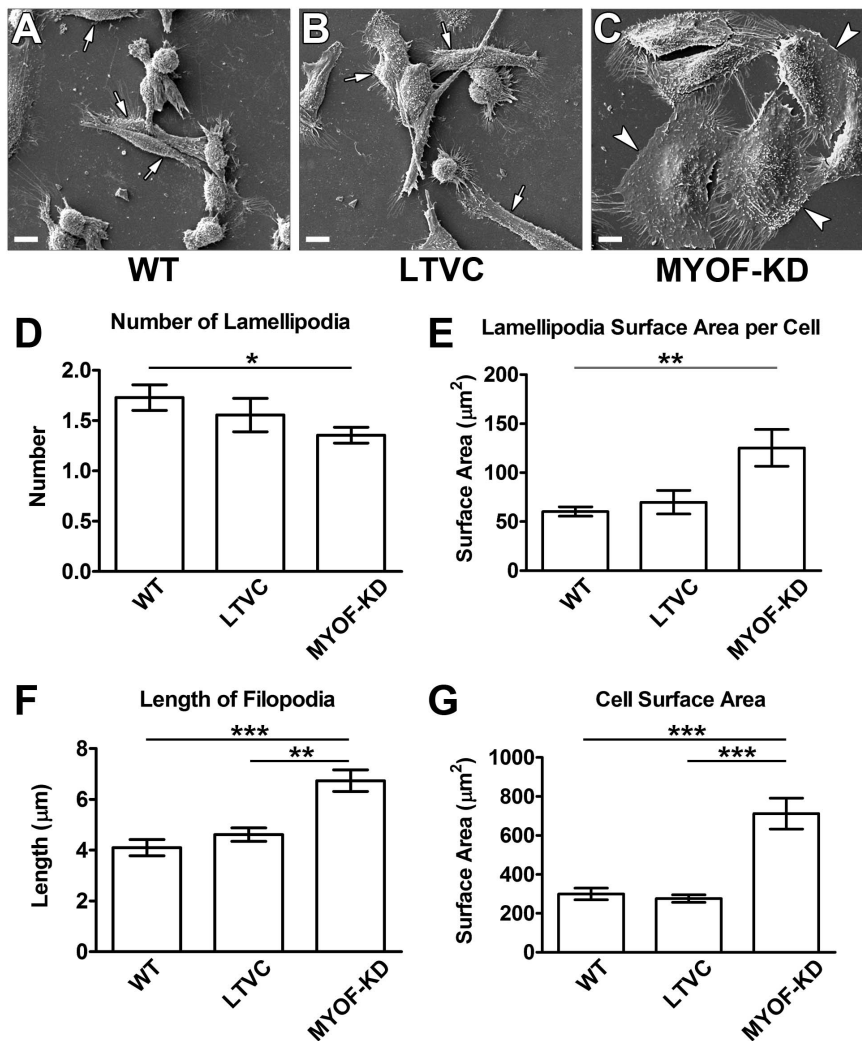 A
B
C
WT
LTVC
MYOF-KD
D
Number of Lamellipodia
*
Number
2.0
1.5
1.0
0.5
0.0
WT
LTVC
MYOF-KD
E
Lamellipodia Surface Area per Cell
**
Surface Area (μm²)
200
150
100
50
0
WT
LTVC
MYOF-KD
F
Length of Filopodia
***
**
Length (μm)
8
6
4
2
0
WT
LTVC
MYOF-KD
G
Cell Surface Area
***
***
Surface Area (μm²)
1000
800
600
400
200
0
WT
LTVC
MYOF-KD